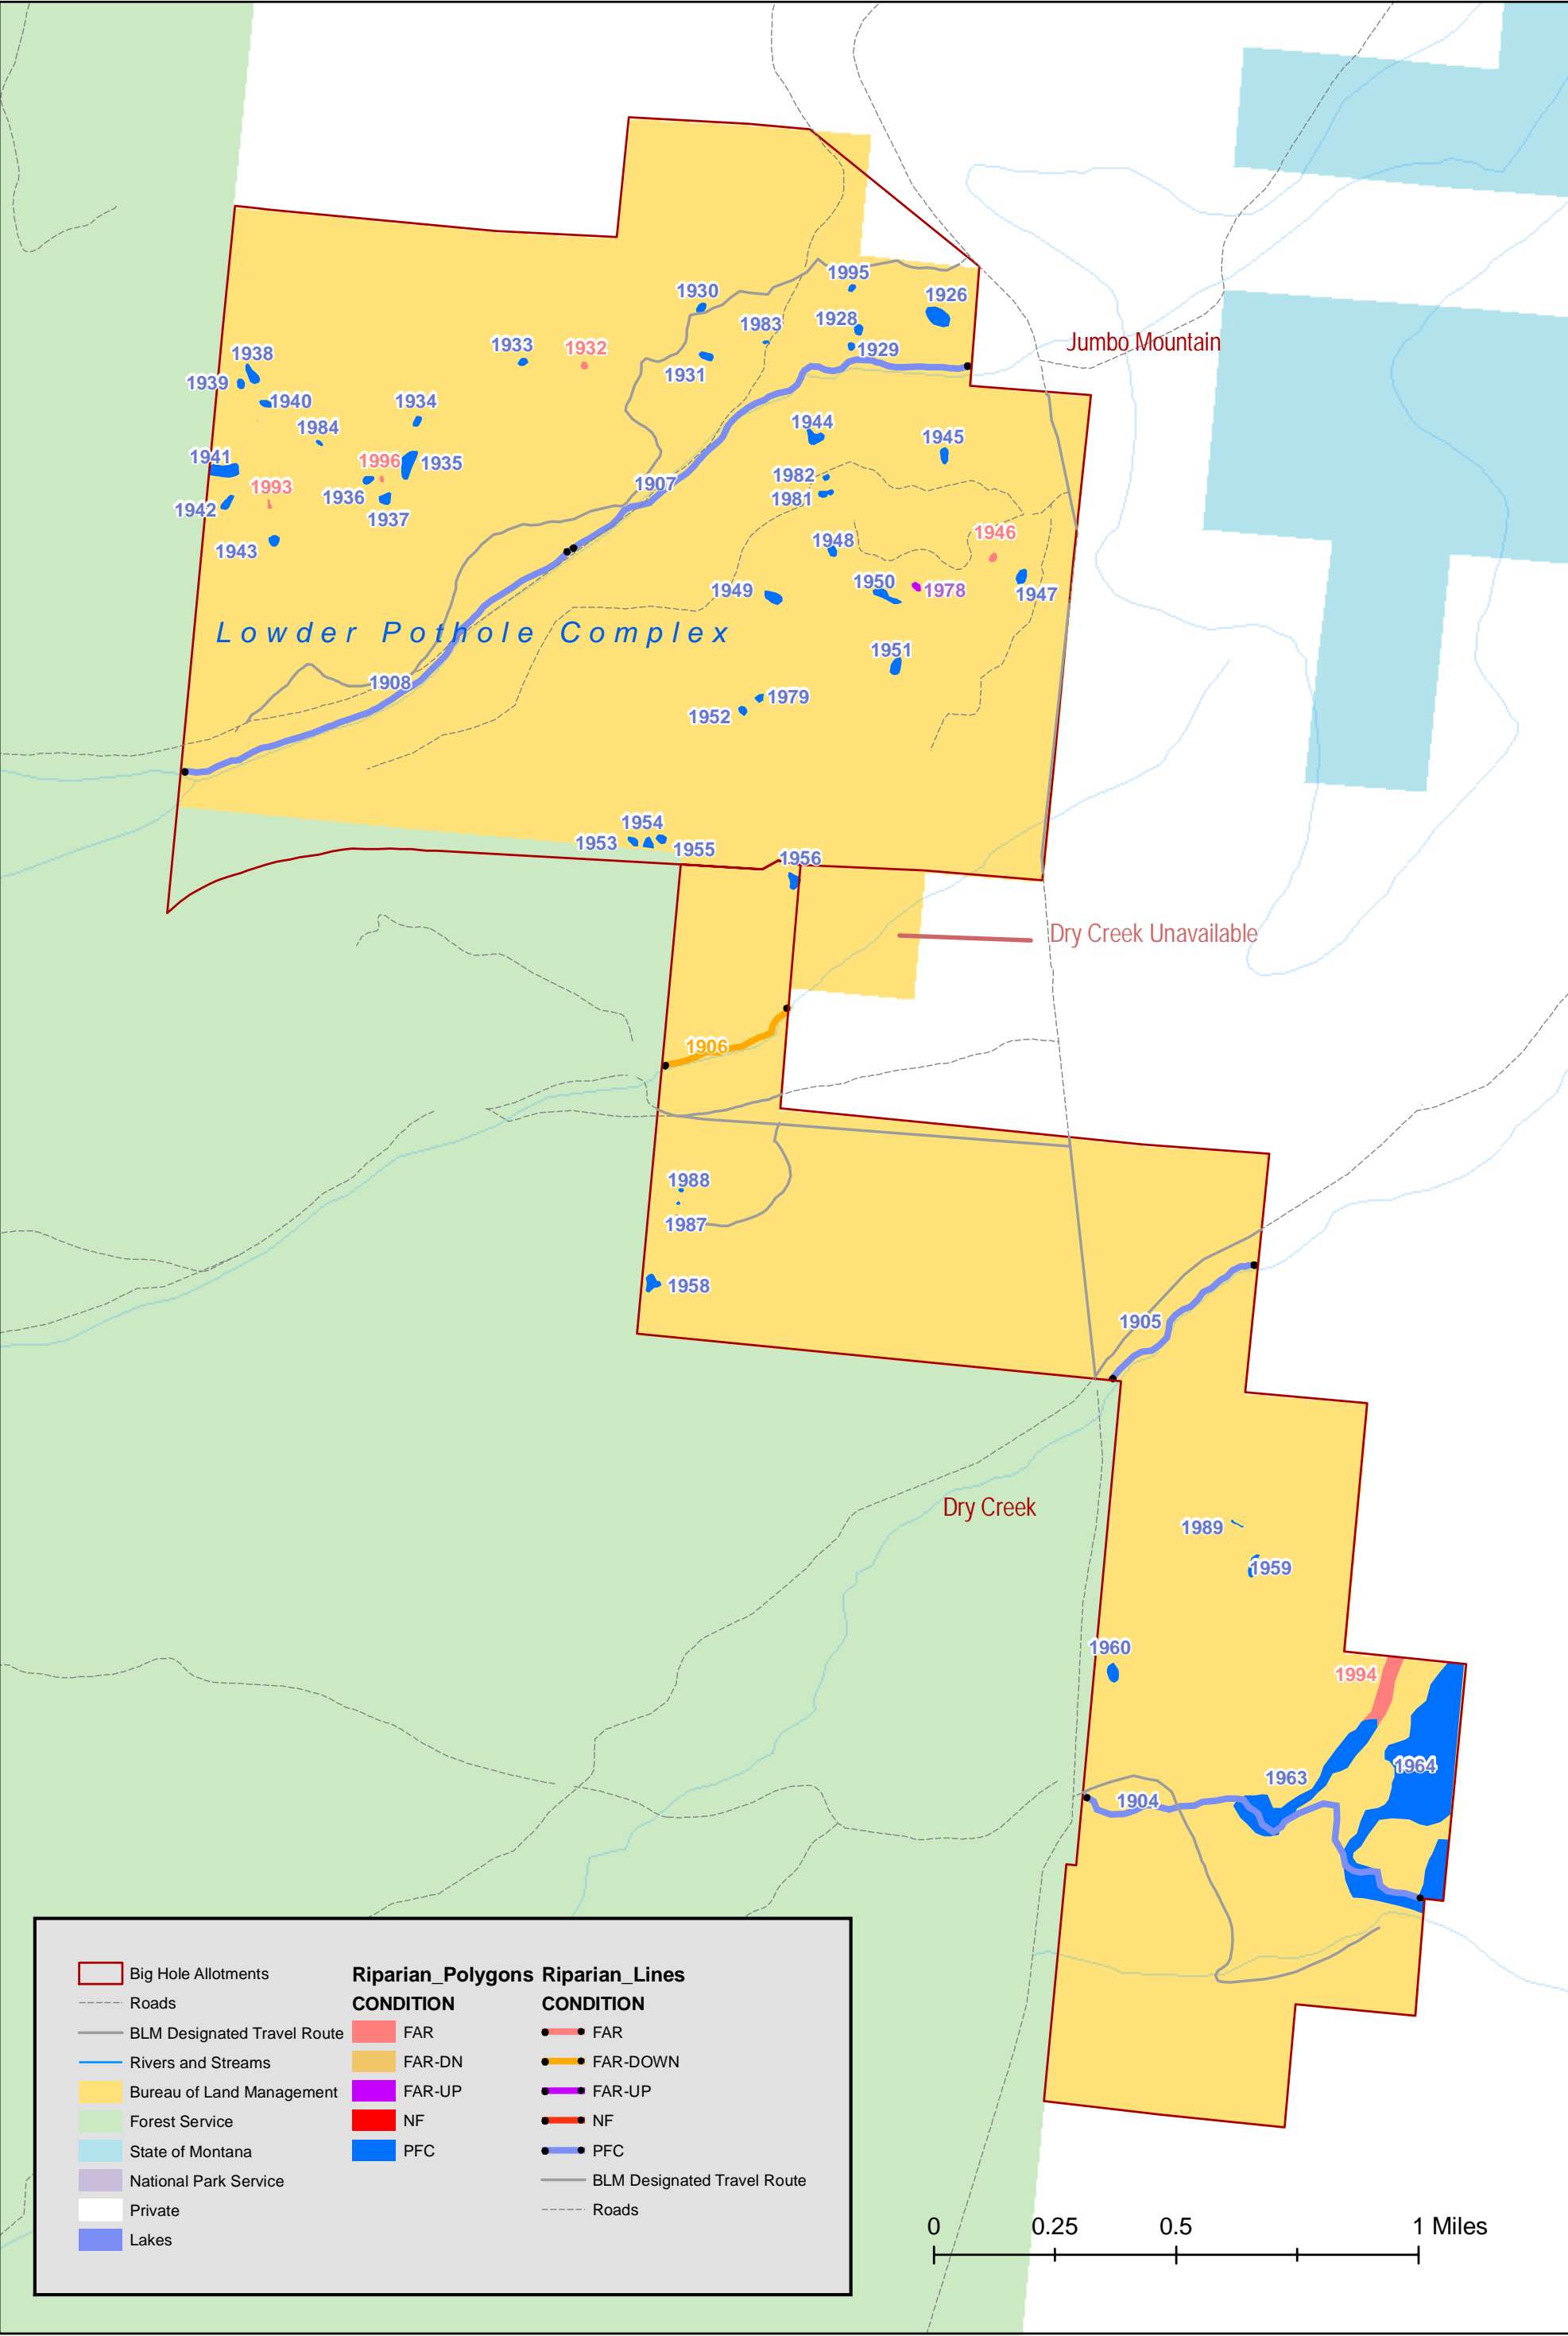 1995
1930
1926
1983
1928
Jumbo Mountain
1933
1932
1929
1938
1931
1939
1940
1934
1984
1944
1945
1941
1996
1935
1982
1993
1936
1907
1981
1942
1937
1946
1943
1948
1949
1950
1978
1947
Lowder Pothole Complex
1951
1908
1979
1952
1954
1953
1955
1956
Dry Creek Unavailable
1906
1988
1987
1958
1905
Dry Creek
1989
1959
1960
1994
1964
1963
1904
Big Hole Allotments
Roads
BLM Designated Travel Route
Rivers and Streams
Bureau of Land Management
Forest Service
State of Montana
National Park Service
Private
Lakes
Riparian_Polygons
CONDITION
FAR
FAR-DN
FAR-UP
NF
PFC
Riparian_Lines
CONDITION
FAR
FAR-DOWN
FAR-UP
NF
PFC
BLM Designated Travel Route
Roads
0 0.25 0.5 1 Miles